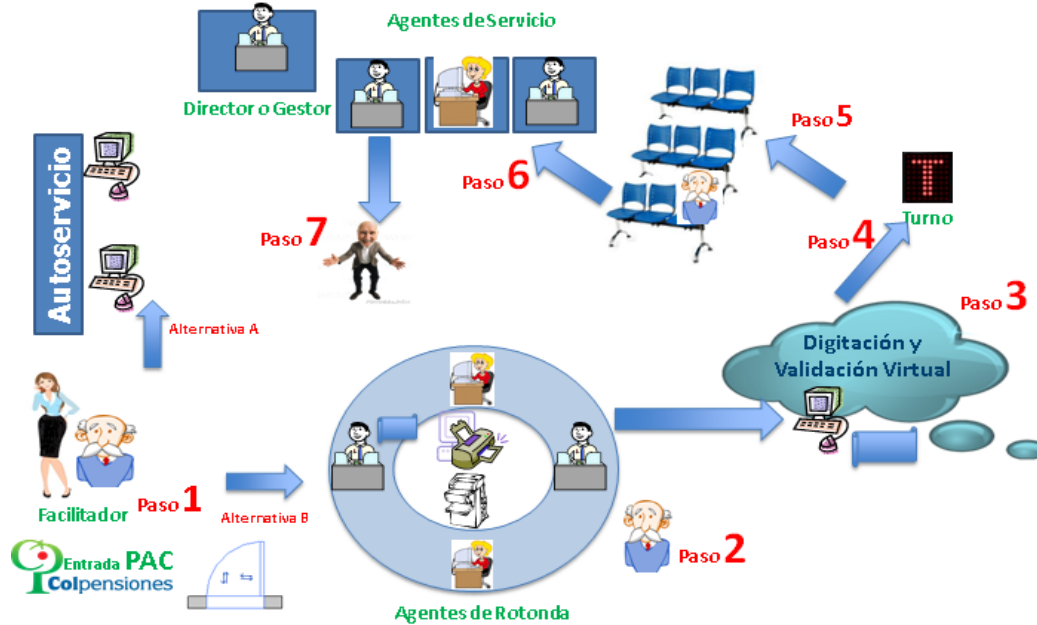 Agentes de Servicio
Director o Gestor
Autoservicio
Paso 5
Paso 6
T
Turno
Paso 7
Paso 4
Paso 3
Alternativa A
Digitación y
Validación Virtual
Paso 1
Facilitador
Alternativa B
Paso 2
Entrada PAC
Colpensiones
Agentes de Rotonda